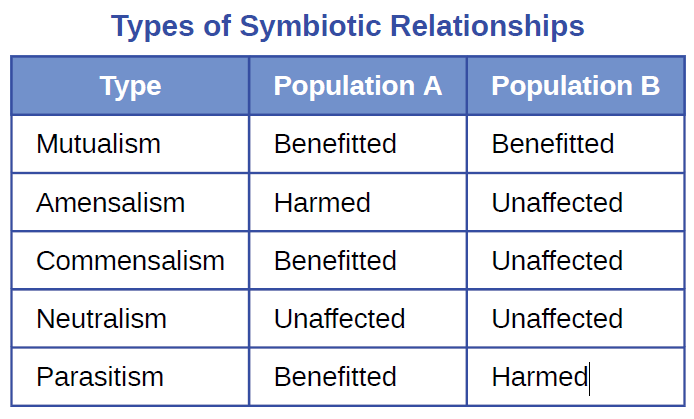 Types of Symbiotic Relationships
Type Population A Population B
Mutualism Benefitted Benefitted
Amensalism Harmed Unaffected
Commensalism Benefitted Unaffected
Neutralism Unaffected Unaffected
Parasitism Benefitted Harmed